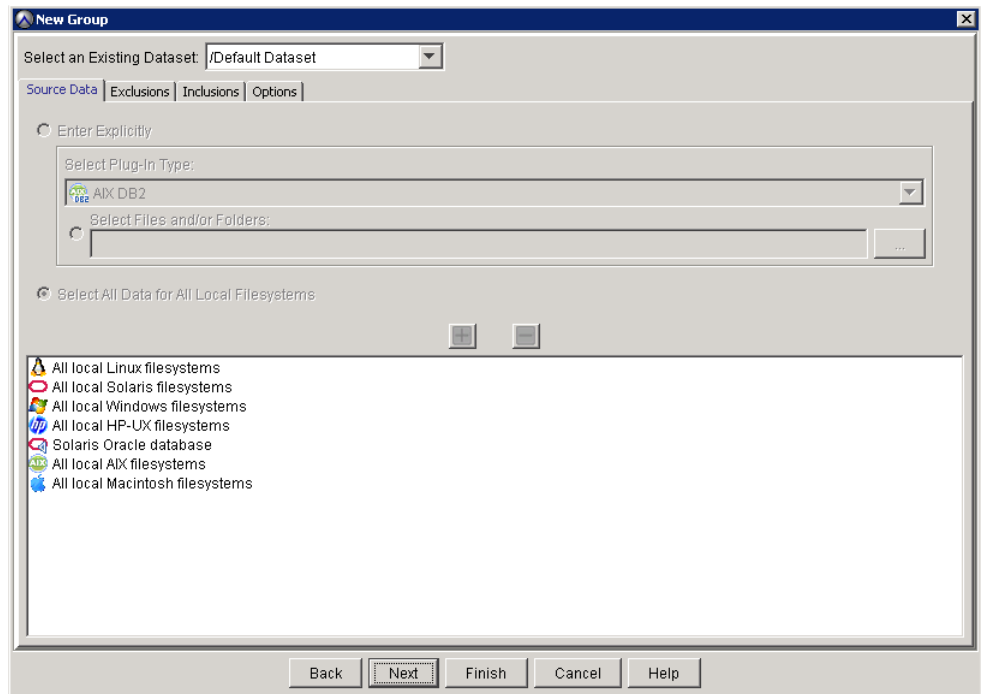 New Group
Select an Existing Dataset: /Default Dataset
Source Data Exclusions Inclusions Options
Enter Explicitly
Select Plug-In Type:
AIX DB2
Select Files and/or Folders:
...
Select All Data for All Local Filesystems
All local Linux filesystems
All local Solaris filesystems
All local Windows filesystems
All local HP-UX filesystems
Solaris Oracle database
All local AIX filesystems
All local Macintosh filesystems
Back Next Finish Cancel Help